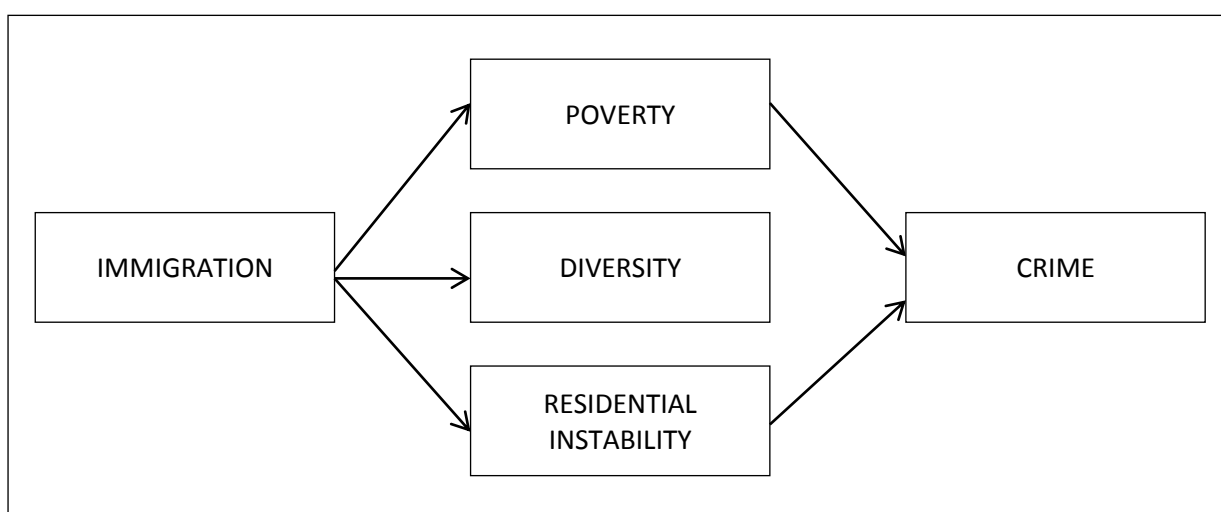 POVERTY
IMMIGRATION
DIVERSITY
CRIME
RESIDENTIAL
INSTABILITY